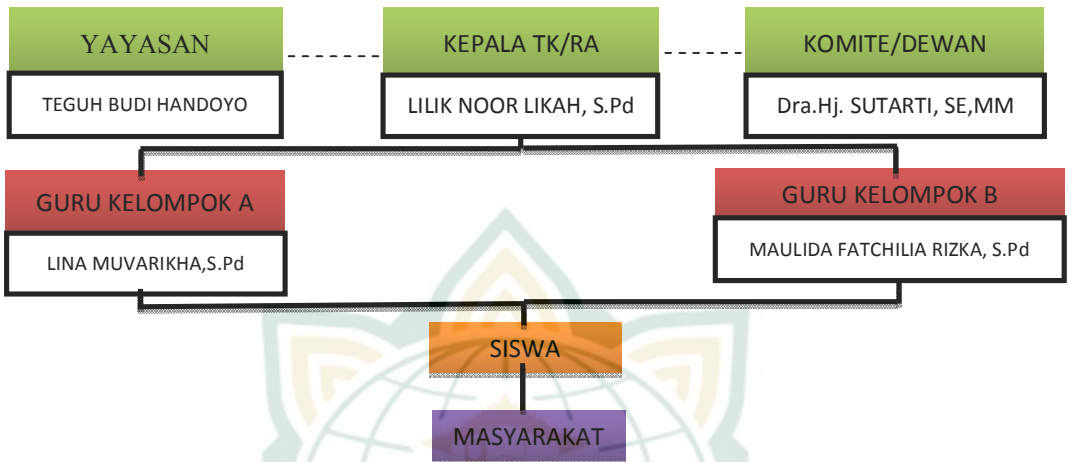 YAYASAN
KEPALA TK/RA
KOMITE/DEWAN
TEGUH BUDI HANDOYO
LILIK NOOR LIKAH, S.Pd
Dra.Hj. SUTARTI, SE,MM
GURU KELOMPOK A
GURU KELOMPOK B
LINA MUVARIKHA,S.Pd
MAULIDA FATCHILIA RIZKA, S.Pd
SISWA
MASYARAKAT